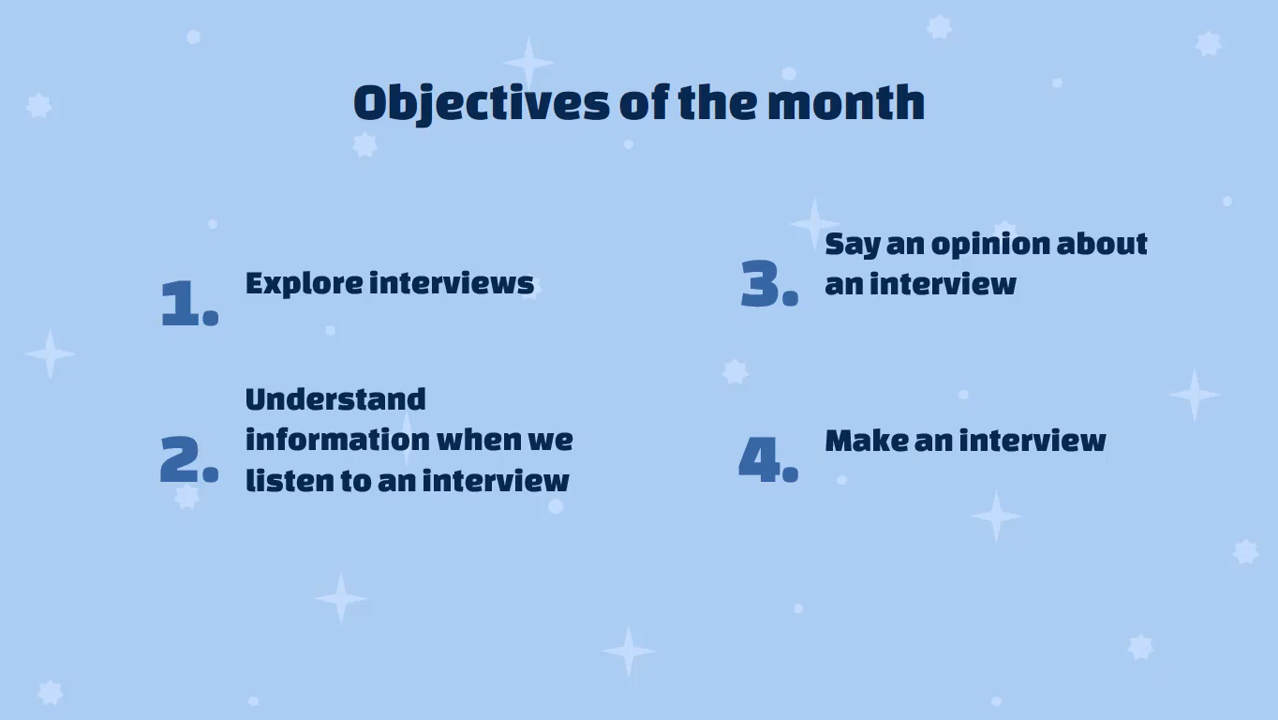 Objectives of the month
1.
Explore interviews
2.
Understand
information when we
listen to an interview
3.
Say an opinion about
an interview
4.
Make an interview